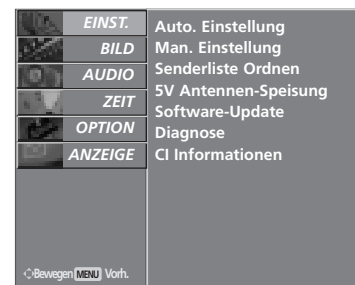 EINST.
BILD
AUDIO
ZEIT
OPTION
ANZEIGE
Auto. Einstellung
Man. Einstellung
Senderliste Ordnen
5V Antennen-Speisung
Software-Update
Diagnose
CI Informationen
Bewegen MENU Vorh.